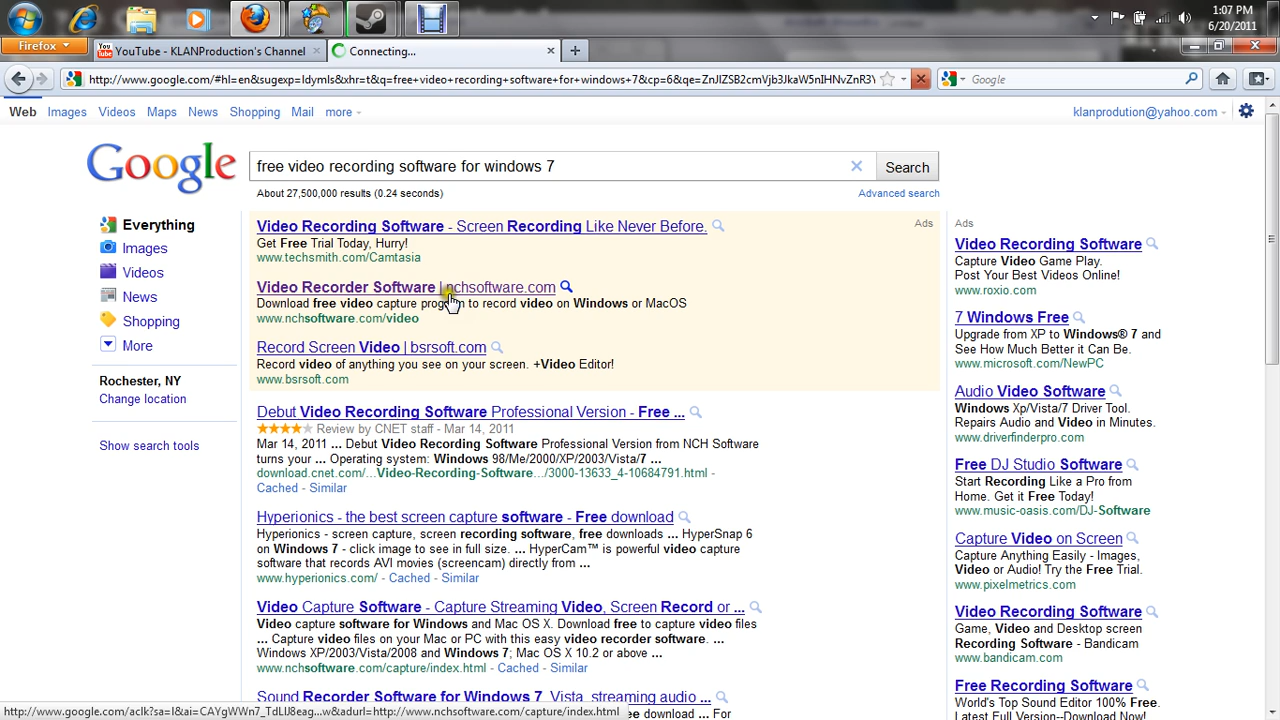 1:07 PM
6/20/2011
Firefox
YouTube - KLANProduction's Channel
Connecting...
http://www.google.com/#hl=en&sugexp=ldymls&xhr=t&q=free+video+recording+software+for+windows+7&cp=6&qe=
Google
Web Images Videos Maps News Shopping Mail more
klanprodution@yahoo.com
Google
free video recording software for windows 7
Search
About 27,500,000 results (0.24 seconds)
Advanced search
Everything
Images
Videos
News
Shopping
More
Rochester, NY
Change location
Show search tools
Video Recording Software - Screen Recording Like Never Before.
Ads
Get Free Trial Today, Hurry!
www.techsmith.com/Camtasia
Video Recorder Software | nchsoftware.com
Download free video capture program to record video on Windows or MacOS
www.nchsoftware.com/video
Record Screen Video | bsrsoft.com
Record video of anything you see on your screen. +Video Editor!
www.bsrsoft.com
Debut Video Recording Software Professional Version - Free ...
Review by CNET staff - Mar 14, 2011
Mar 14, 2011 ... Debut Video Recording Software Professional Version from NCH Software
turns your ... Operating system: Windows 98/Me/2000/XP/2003/Vista/7 ...
download.cnet.com/...Video-Recording-Software.../3000-13633_4-10684791.html -
Cached - Similar
Hyperionics - the best screen capture software - Free download
Hyperionics - screen capture, screen recording software, free downloads ... HyperSnap 6
on Windows 7 - click image to see in full size. ... HyperCam™ is powerful video capture
software that records AVI movies (screencam) directly from ...
www.hyperionics.com/ - Cached - Similar
Video Capture Software - Capture Streaming Video, Screen Record or ...
Video capture software for Windows and Mac OS X. Download free to capture video files
... Capture video files on your Mac or PC with this easy video recorder software. ...
Windows XP/2003/Vista/2008 and Windows 7; Mac OS X 10.2 or above ...
www.nchsoftware.com/capture/index.html - Cached - Similar
Sound Recorder Software for Windows 7, Vista, streaming audio ...
Ads
Video Recording Software
Capture Video Game Play.
Post Your Best Videos Online!
www.roxio.com
7 Windows Free
Upgrade from XP to Windows® 7 and
See How Much Better it Can Be.
www.microsoft.com/NewPC
Audio Video Software
Windows Xp/Vista/7 Driver Tool.
Repairs Audio and Video in Minutes.
www.driverfinderpro.com
Free DJ Studio Software
Start Recording Like a Pro from
Home. Get it Free Today!
www.music-oasis.com/DJ-Software
Capture Video on Screen
Capture Anything Easily - Images,
Video or Audio! Try the Free Trial.
www.pixelmetrics.com
Video Recording Software
Game, Video and Desktop screen
Recording Software - Bandicam
www.bandicam.com
Free Recording Software
World's Top Sound Editor 100% Free.
Latest Full Version--Download Now!
http://www.google.com/aclk?sa=l&ai=CAYgWWn7_TdLlJ8eag...w&adurl=http://www.nchsoftware.com/capture/index.html